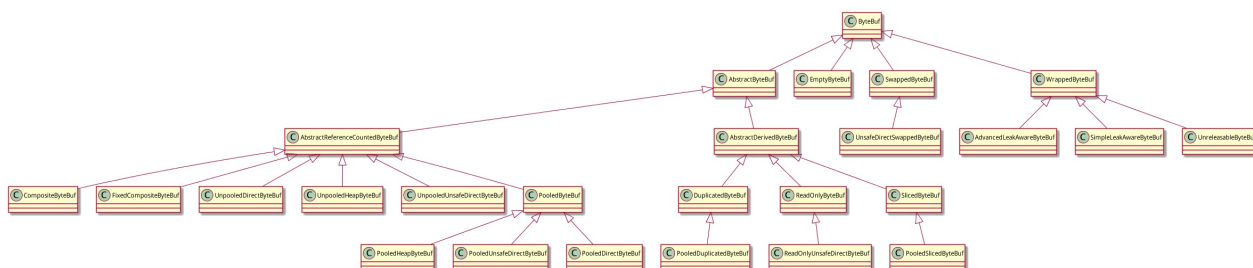 C ByteBuf
C AbstractByteBuf
C EmptyByteBuf
C SwappedByteBuf
C WrappedByteBuf
C AbstractReferenceCountedByteBuf
C AbstractDerivedByteBuf
C UnsafeDirectSwappedByteBuf
C AdvancedLeakAwareByteBuf
C SimpleLeakAwareByteBuf
C UnreleasableByteBuf
C CompositeByteBuf
C FixedCompositeByteBuf
C UnpooledDirectByteBuf
C UnpooledHeapByteBuf
C UnpooledUnsafeDirectByteBuf
C PooledByteBuf
C DuplicatedByteBuf
C ReadOnlyByteBuf
C SlicedByteBuf
C PooledHeapByteBuf
C PooledUnsafeDirectByteBuf
C PooledDirectByteBuf
C PooledDuplicatedByteBuf
C ReadOnlyUnsafeDirectByteBuf
C PooledSlicedByteBuf